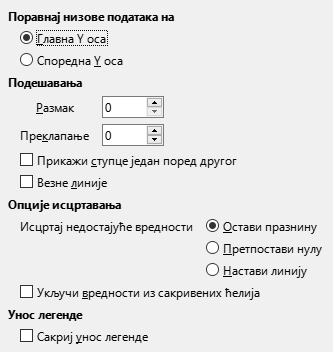 Поравнај низове података на
Главна Y оса
Споредна Y оса
Подешавања
Размак 0
Преклапање 0
Прикажи ступце један поред другог
Везне линије
Опције исцртавања
Исцртај недостајуће вредности Остави празнину
Претпостави нулу
Настави линију
Укључи вредности из сакривених ћелија
Унос легенде
Сакриј унос легенде